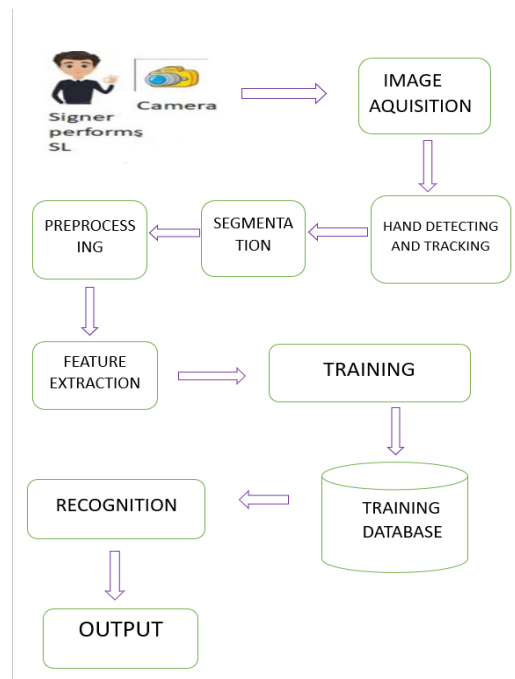 Signer
performs
SL
Camera
IMAGE
AQUISITION
HAND DETECTING
AND TRACKING
SEGMENTA
TION
PREPROCESS
ING
FEATURE
EXTRACTION
TRAINING
TRAINING
DATABASE
RECOGNITION
OUTPUT